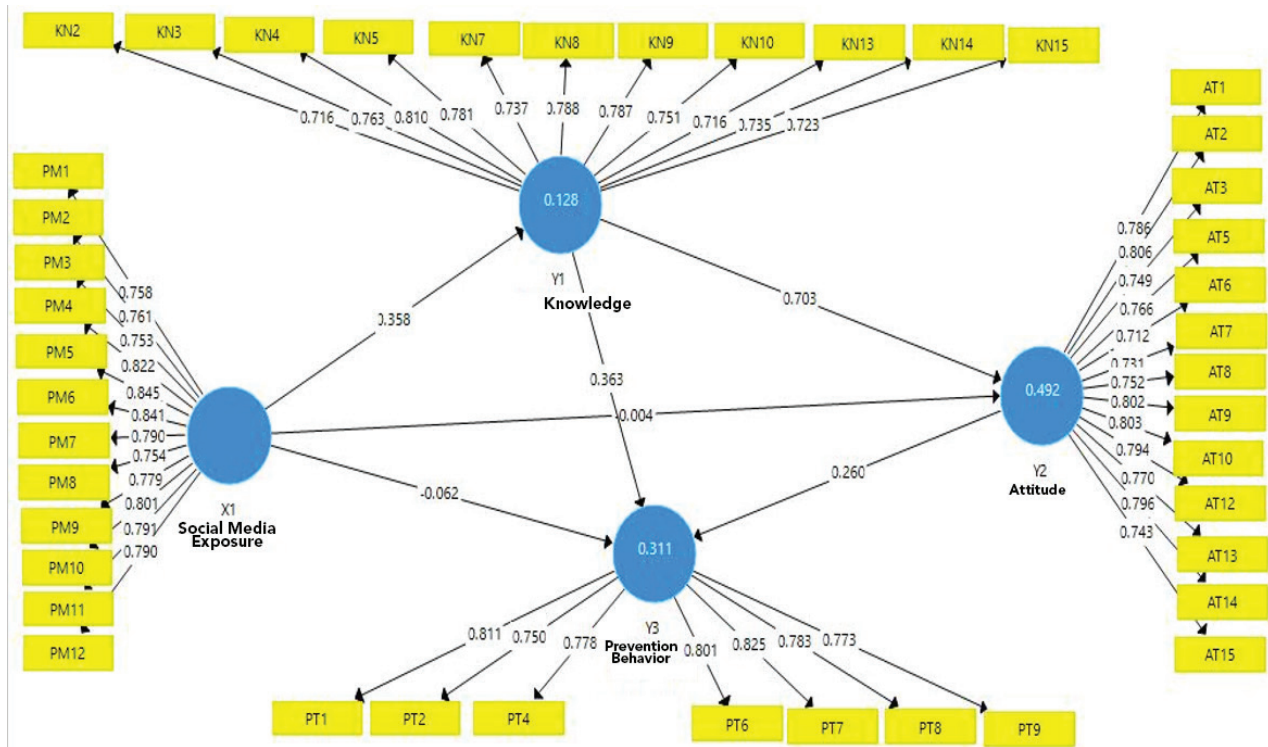 KN2
KN3
KN4
KN5
KN7
KN8
KN9
KN10
KN13
KN14
KN15
0.716
0.763
0.810
0.781
0.737
0.788
0.787
0.751
0.716
0.735
0.723
0.128
Y1
Knowledge
PM1
PM2
PM3
PM4
PM5
PM6
PM7
PM8
PM9
PM10
PM11
PM12
0.758
0.761
0.753
0.822
0.845
0.841
0.790
0.754
0.779
0.801
0.791
0.790
X1
Social Media
Exposure
0.358
0.363
0.703
-0.004
-0.062
0.260
AT1
AT2
AT3
AT5
AT6
AT7
AT8
AT9
AT10
AT12
AT13
AT14
AT15
0.786
0.806
0.749
0.766
0.712
0.731
0.752
0.802
0.803
0.794
0.770
0.796
0.743
0.492
Y2
Attitude
0.311
Y3
Prevention
Behavior
0.811
0.750
0.778
0.801
0.825
0.783
0.773
PT1
PT2
PT4
PT6
PT7
PT8
PT9